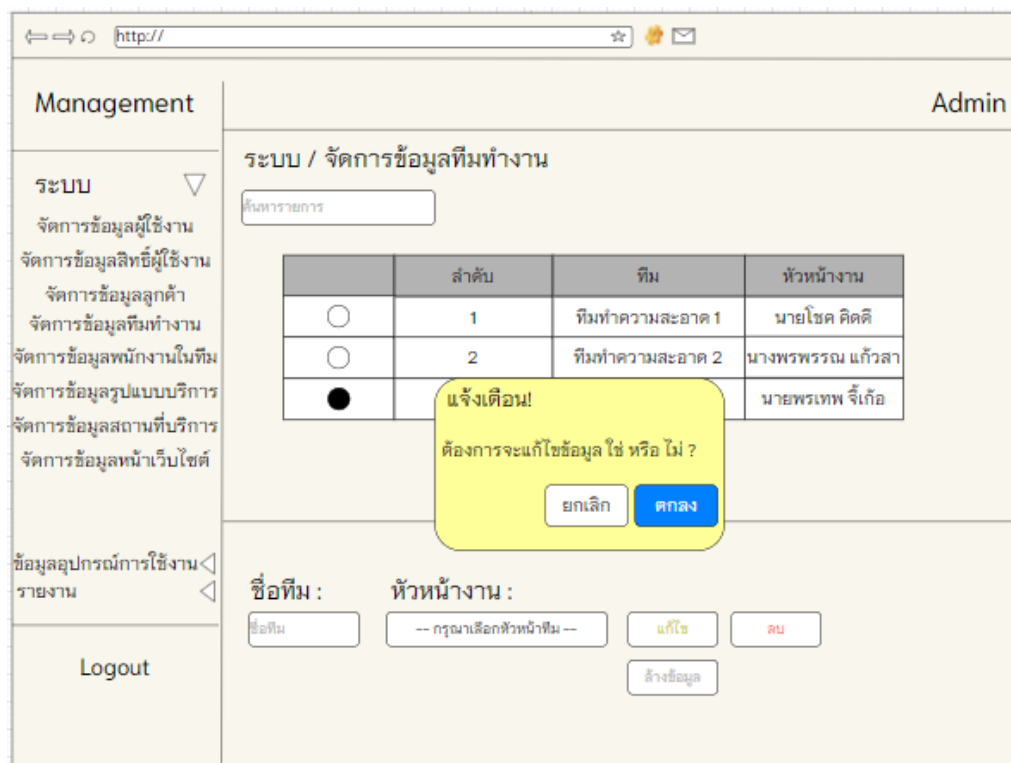 http://
Management
Admin
ระบบ / จัดการข้อมูลทีมทำงาน
ค้นหารายการ
ระบบ
จัดการข้อมูลผู้ใช้งาน
จัดการข้อมูลสิทธิ์ผู้ใช้งาน
จัดการข้อมูลลูกค้า
จัดการข้อมูลทีมทำงาน
จัดการข้อมูลพนักงานในทีม
จัดการข้อมูลรูปแบบบริการ
จัดการข้อมูลสถานที่บริการ
จัดการข้อมูลหน้าเว็บไซต์
ข้อมูลอุปกรณ์การใช้งาน
รายงาน
Logout
ลำดับ ทีม หัวหน้างาน
1 ทีมทำความสะอาด 1 นายโชค คิดดี
2 ทีมทำความสะอาด 2 นางพรพรรณ แก้วสา
นายพรเทพ จี้เก้อ
แจ้งเตือน!
ต้องการจะแก้ไขข้อมูล ใช่ หรือ ไม่ ?
ยกเลิก ตกลง
ชื่อทีม : หัวหน้างาน :
ชื่อทีม -- กรุณาเลือกหัวหน้าทีม -- แก้ไข ลบ
ล้างข้อมูล